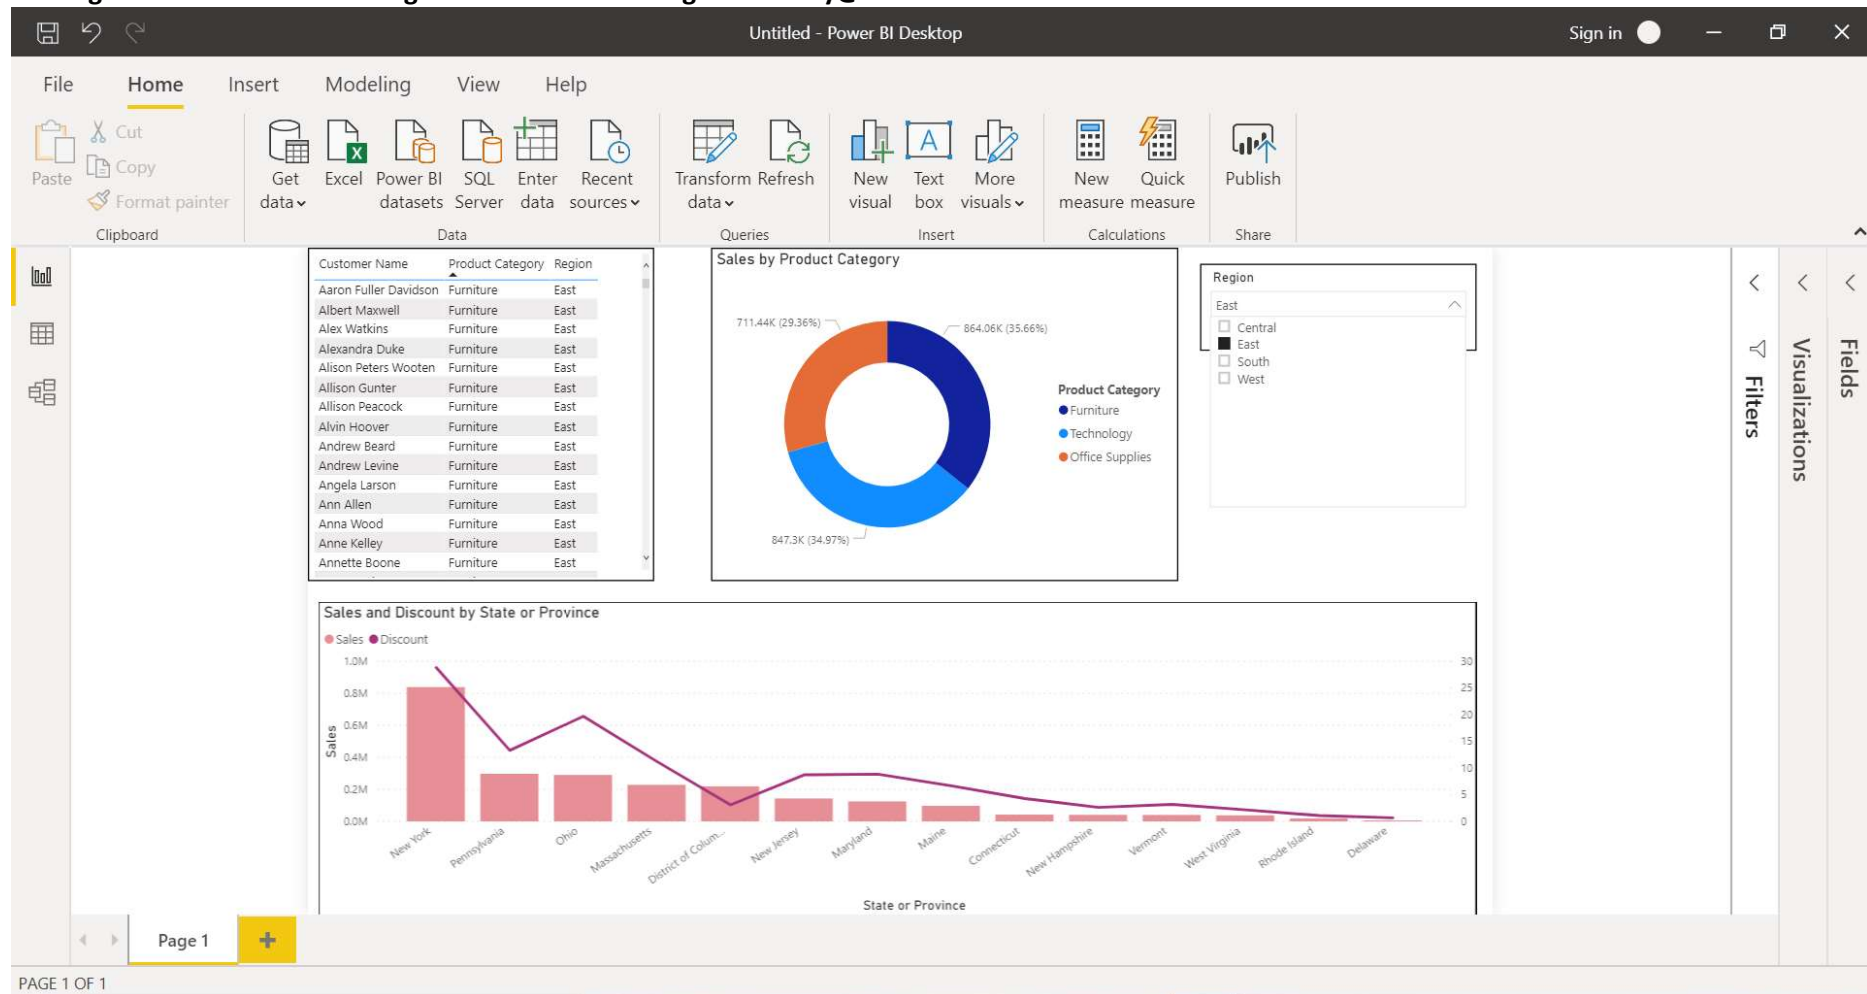 Untitled - Power BI Desktop
Sign in
File Home Insert Modeling View Help
Paste
Cut
Copy
Format painter
Clipboard
Get data
Excel
Power BI datasets
SQL Server
Enter data
Recent sources
Data
Transform data
Refresh
Queries
New visual
Text box
More visuals
Insert
New measure
Quick measure
Calculations
Publish
Share
Customer Name Product Category Region
Aaron Fuller Davidson Furniture East
Albert Maxwell Furniture East
Alex Watkins Furniture East
Alexandra Duke Furniture East
Alison Peters Wooten Furniture East
Allison Gunter Furniture East
Allison Peacock Furniture East
Alvin Hoover Furniture East
Andrew Beard Furniture East
Andrew Levine Furniture East
Angela Larson Furniture East
Ann Allen Furniture East
Anna Wood Furniture East
Anne Kelley Furniture East
Annette Boone Furniture East
Sales by Product Category
711.44K (29.36%)
864.06K (35.66%)
847.3K (34.97%)
Product Category
Furniture
Technology
Office Supplies
Region
East
Central
East
South
West
Filters
Visualizations
Fields
Sales and Discount by State or Province
Sales Discount
1.0M
0.8M
0.6M
0.4M
0.2M
0.0M
Sales
30
25
20
15
10
5
0
New York
Pennsylvania
Ohio
Massachusetts
District of Colum...
New Jersey
Maryland
Maine
Connecticut
New Hampshire
Vermont
West Virginia
Rhode Island
Delaware
State or Province
Page 1
PAGE 1 OF 1